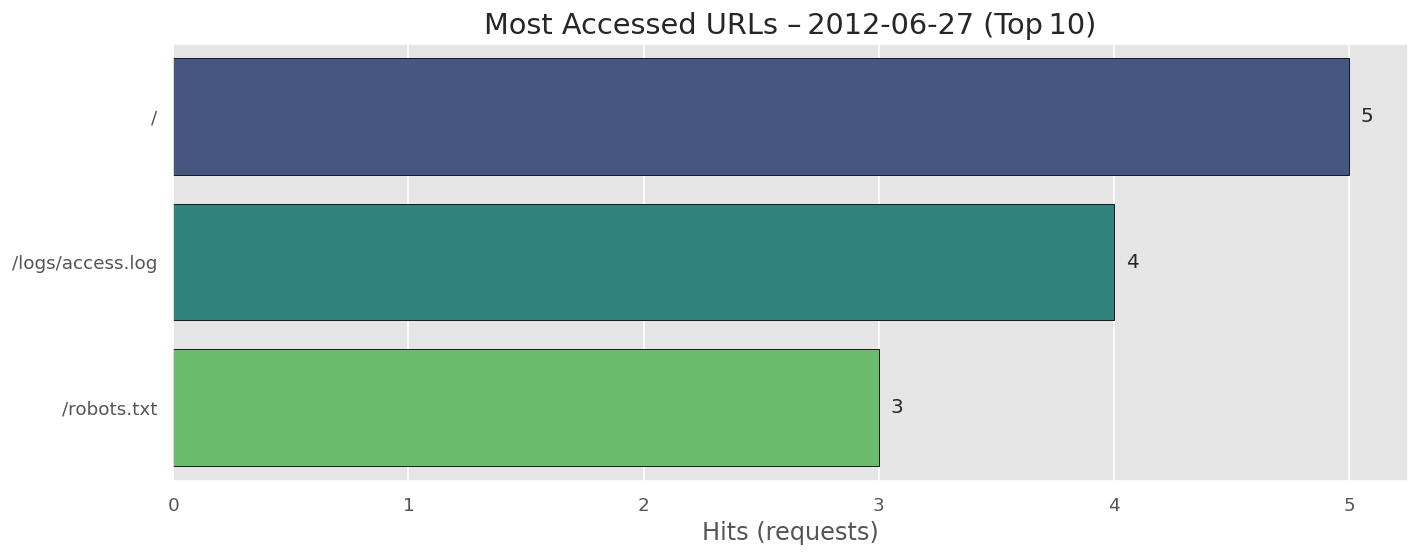 Most Accessed URLs – 2012-06-27 (Top 10)
/
5
/logs/access.log
4
/robots.txt
3
0 1 2 3 4 5
Hits (requests)